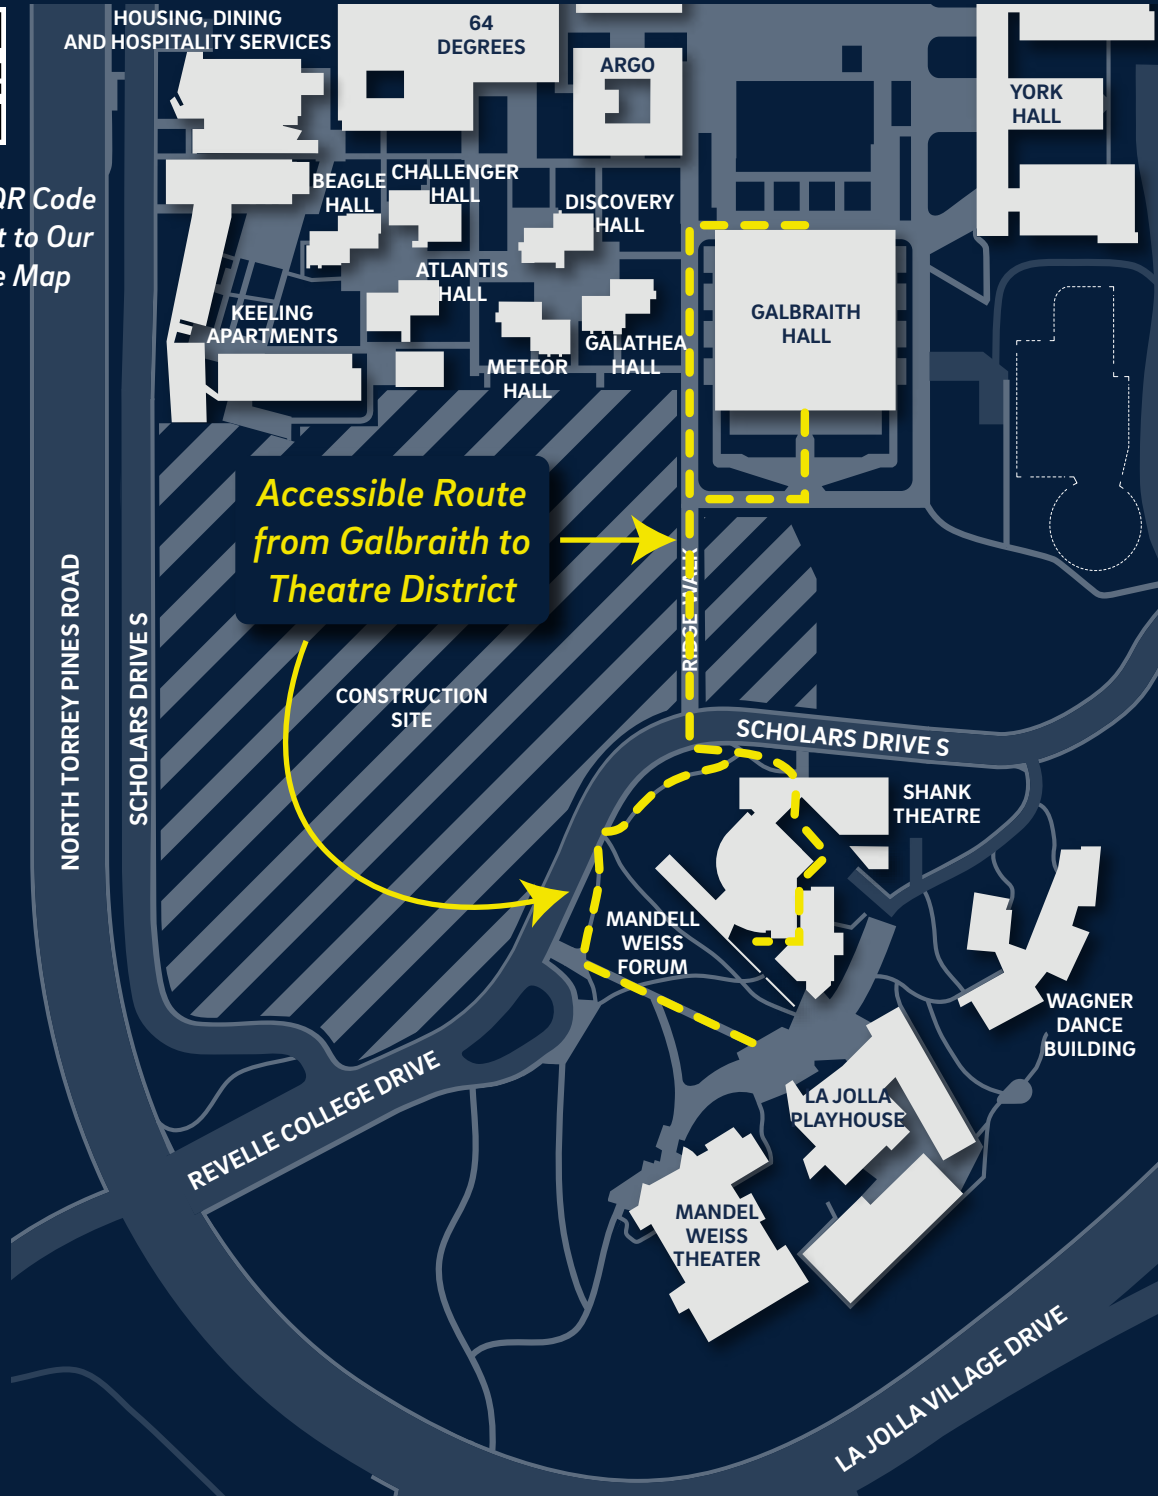 HOUSING, DINING
AND HOSPITALITY SERVICES
64
DEGREES
ARGO
YORK
HALL
QR Code
t to Our
e Map
BEAGLE
HALL
CHALLENGER
HALL
DISCOVERY
HALL
ATLANTIS
HALL
KEELING
APARTMENTS
METEOR
HALL
GALATHEA
HALL
GALBRAITH
HALL
Accessible Route
from Galbraith to
Theatre District
RIDGE WALK
NORTH TORREY PINES ROAD
SCHOLARS DRIVE S
CONSTRUCTION
SITE
SCHOLARS DRIVE S
SHANK
THEATRE
MANDELL
WEISS
FORUM
WAGNER
DANCE
BUILDING
REVELLE COLLEGE DRIVE
LA JOLLA
PLAYHOUSE
MANDEL
WEISS
THEATER
LA JOLLA VILLAGE DRIVE